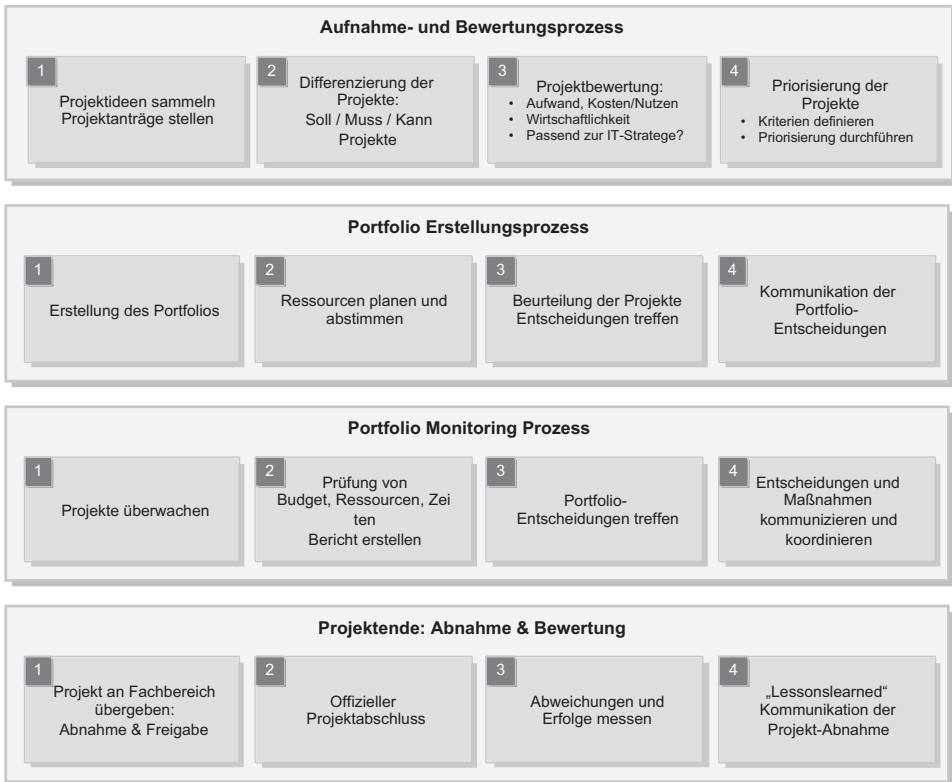 Aufnahme- und Bewertungsprozess
1
Projektideen sammeln
Projektanträge stellen
2
Differenzierung der
Projekte:
Soll / Muss / Kann
Projekte
3
Projektbewertung:
• Aufwand, Kosten/Nutzen
• Wirtschaftlichkeit
• Passend zur IT-Stratege?
4
Priorisierung der
Projekte
• Kriterien definieren
• Priorisierung durchführen
Portfolio Erstellungsprozess
1
Erstellung des Portfolios
2
Ressourcen planen und
abstimmen
3
Beurteilung der Projekte
Entscheidungen treffen
4
Kommunikation der
Portfolio-
Entscheidungen
Portfolio Monitoring Prozess
1
Projekte überwachen
2
Prüfung von
Budget, Ressourcen, Zei
ten
Bericht erstellen
3
Portfolio-
Entscheidungen treffen
4
Entscheidungen und
Maßnahmen
kommunizieren und
koordinieren
Projektende: Abnahme & Bewertung
1
Projekt an Fachbereich
übergeben:
Abnahme & Freigabe
2
Offizieller
Projektabschluss
3
Abweichungen und
Erfolge messen
4
„Lessonslearned“
Kommunikation der
Projekt-Abnahme